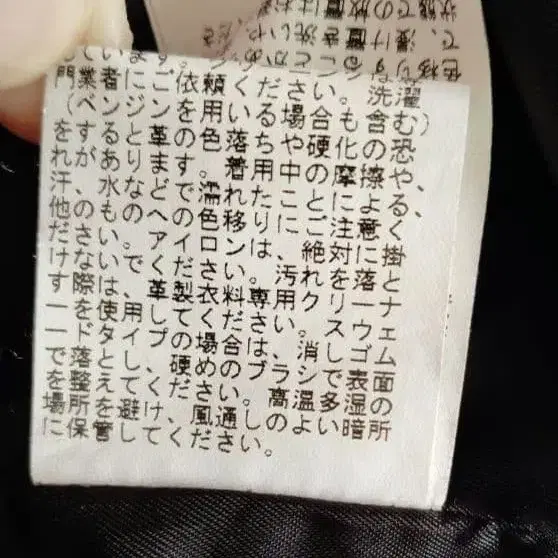 しています。
門業者にご依頼ください。洗濯
（ベンジンを用いる場合も含む）
をすると革の色落ちや硬化の恐
れがあります。着用中の摩擦や、
汗、水などで濡れたことによる、
他のものへの色移りにご注意く
ださい。アイロンは、絶対に掛
けないでください。汚れを落と
す際は、革製衣料専用クリーナ
ーを使用してください。スウェ
ードタイプの場合は、消しゴム
で落とし、硬めのブラシで表面
を整えてください。高温多湿の
場所を避け、風通しのよい暗所
に保管してください。